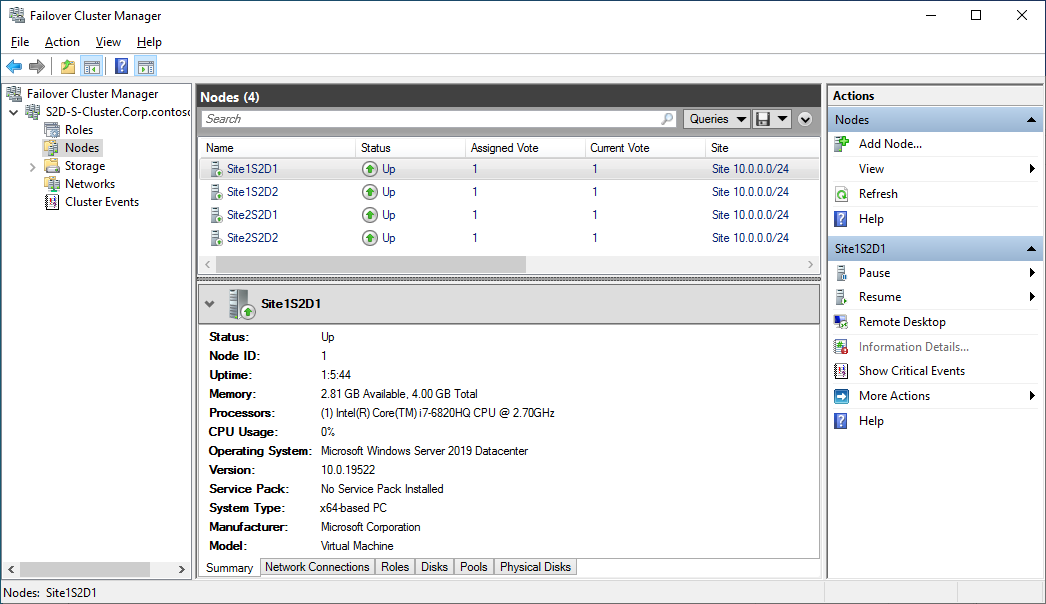 Failover Cluster Manager
File Action View Help
Failover Cluster Manager
S2D-S-Cluster.Corp.contoso
Roles
Nodes
Storage
Networks
Cluster Events
Nodes (4)
Search
Queries
Name Status Assigned Vote Current Vote Site
Site1S2D1 Up 1 1 Site 10.0.0.0/24
Site1S2D2 Up 1 1 Site 10.0.0.0/24
Site2S2D1 Up 1 1 Site 10.0.0.0/24
Site2S2D2 Up 1 1 Site 10.0.0.0/24
Site1S2D1
Status: Up
Node ID: 1
Uptime: 1:5:44
Memory: 2.81 GB Available, 4.00 GB Total
Processors: (1) Intel(R) Core(TM) i7-6820HQ CPU @ 2.70GHz
CPU Usage: 0%
Operating System: Microsoft Windows Server 2019 Datacenter
Version: 10.0.19522
Service Pack: No Service Pack Installed
System Type: x64-based PC
Manufacturer: Microsoft Corporation
Model: Virtual Machine
Summary Network Connections Roles Disks Pools Physical Disks
Actions
Nodes
Add Node...
View
Refresh
Help
Site1S2D1
Pause
Resume
Remote Desktop
Information Details...
Show Critical Events
More Actions
Help
Nodes: Site1S2D1